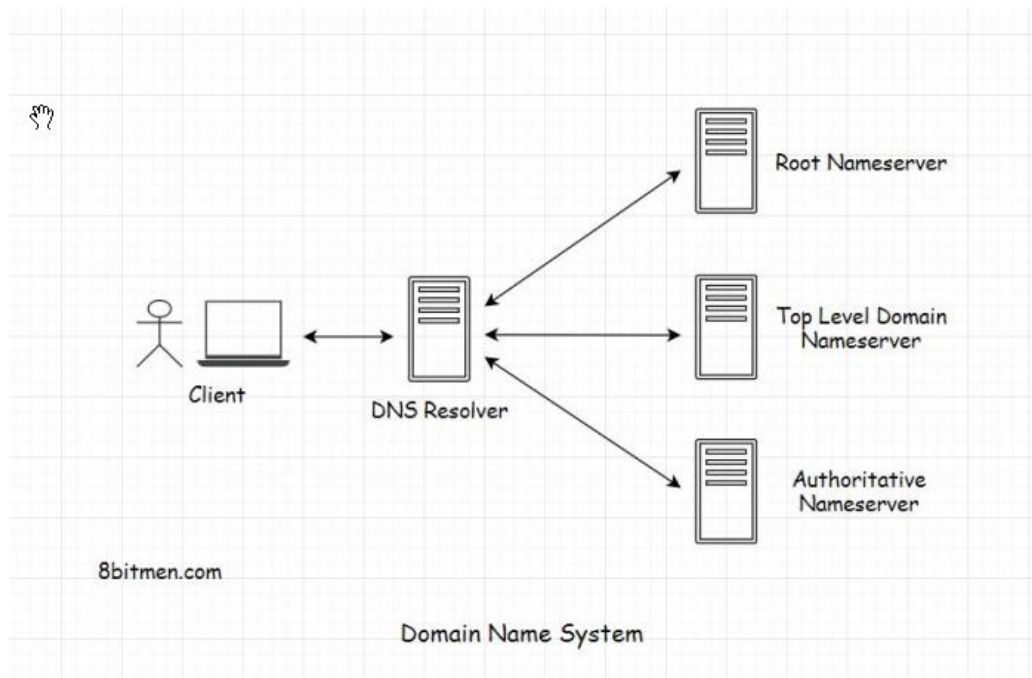 Root Nameserver
Top Level Domain
Nameserver
Client
DNS Resolver
Authoritative
Nameserver
8bitmen.com
Domain Name System